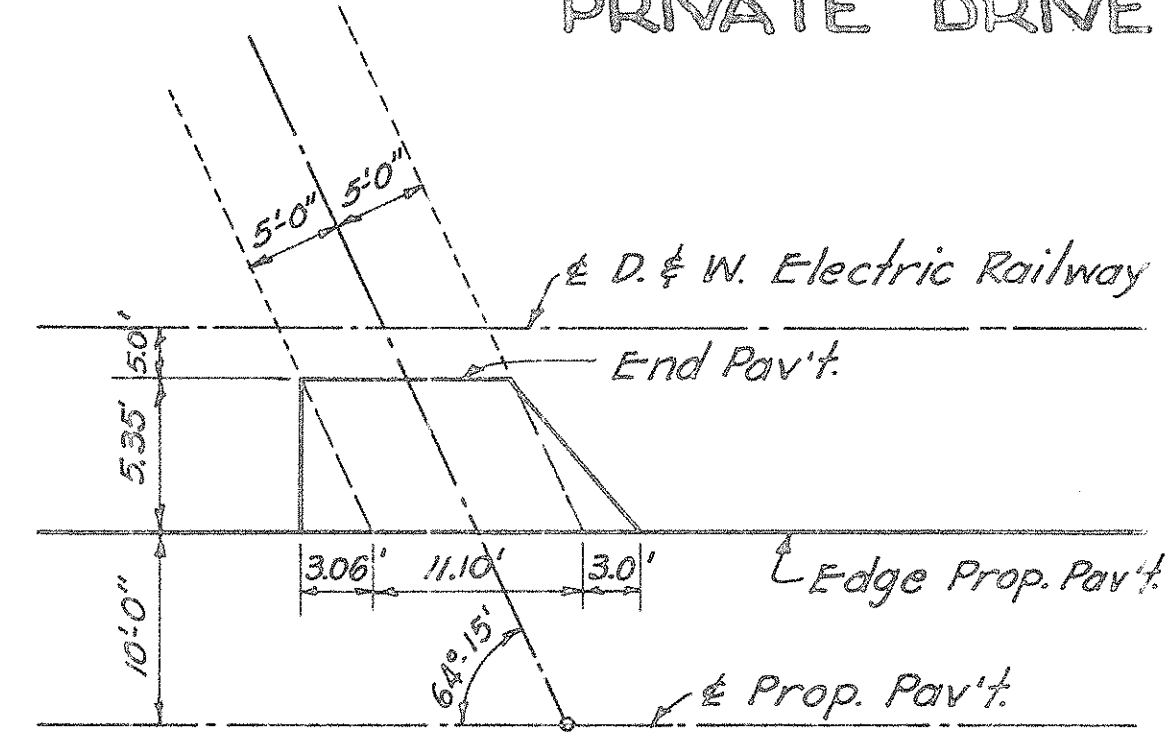 PRIVATE DRIVE
5'-0"
5'-0"
℄ D. & W. Electric Railway
5.0'
End Pav't.
5.35'
3.06'
11.10'
3.0'
Edge Prop. Pav't.
10'-0"
64°-15'
℄ Prop. Pav't.